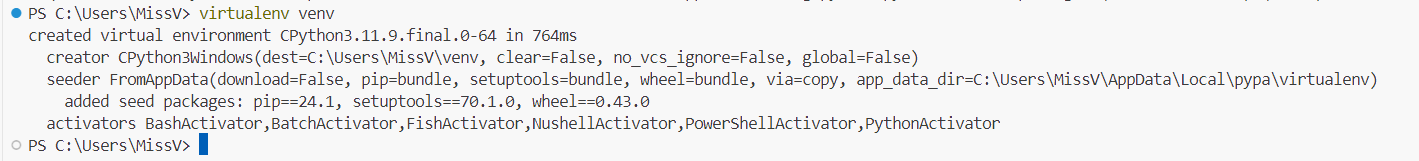 PS C:\Users\MissV> virtualenv venv
created virtual environment CPython3.11.9.final.0-64 in 764ms
creator CPython3Windows(dest=C:\Users\MissV\venv, clear=False, no_vcs_ignore=False, global=False)
seeder FromAppData(download=False, pip=bundle, setuptools=bundle, wheel=bundle, via=copy, app_data_dir=C:\Users\MissV\AppData\Local\pypa\virtualenv)
added seed packages: pip==24.1, setuptools==70.1.0, wheel==0.43.0
activators BashActivator,BatchActivator,FishActivator,NushellActivator,PowerShellActivator,PythonActivator
PS C:\Users\MissV>